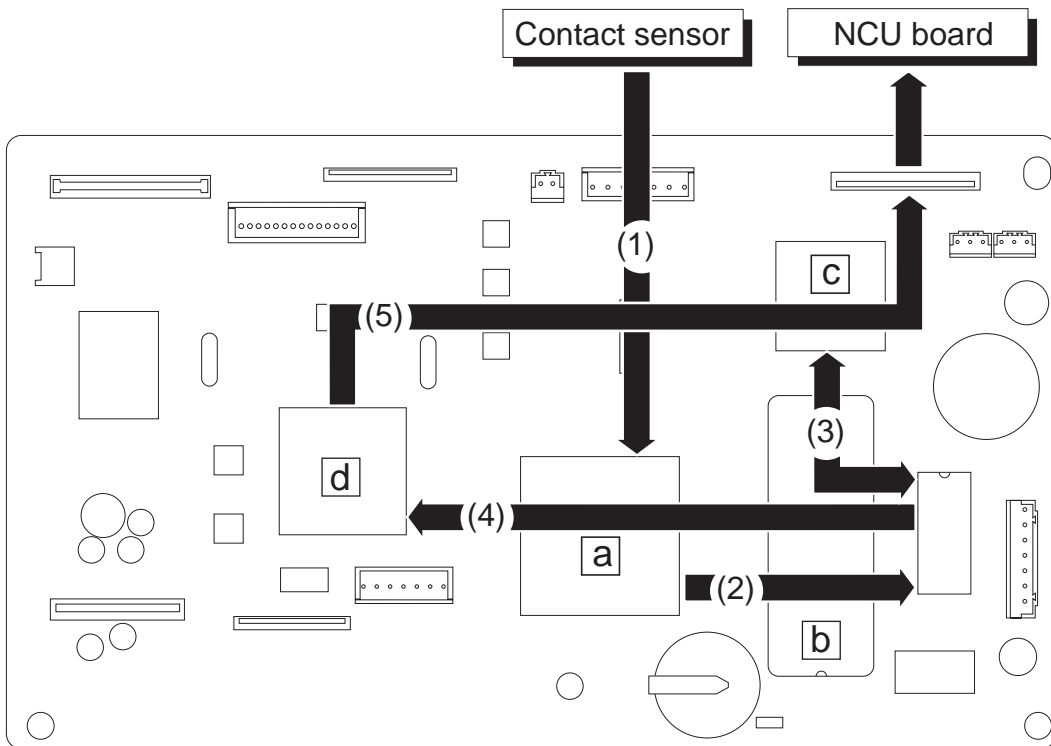 Contact sensor
NCU board
(1)
c
(5)
(3)
d
(4)
a
(2)
b